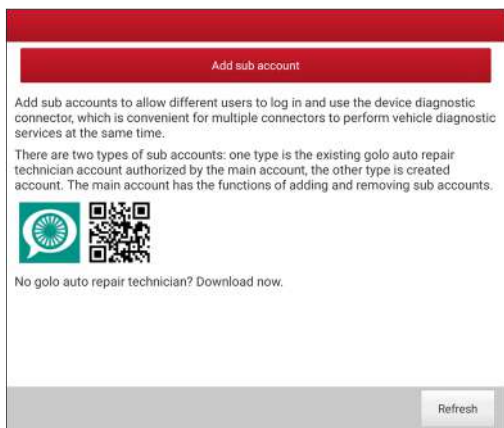 Add sub account
Add sub accounts to allow different users to log in and use the device diagnostic
connector, which is convenient for multiple connectors to perform vehicle diagnostic
services at the same time.
There are two types of sub accounts: one type is the existing golo auto repair
technician account authorized by the main account, the other type is created
account. The main account has the functions of adding and removing sub accounts.
No golo auto repair technician? Download now.
Refresh